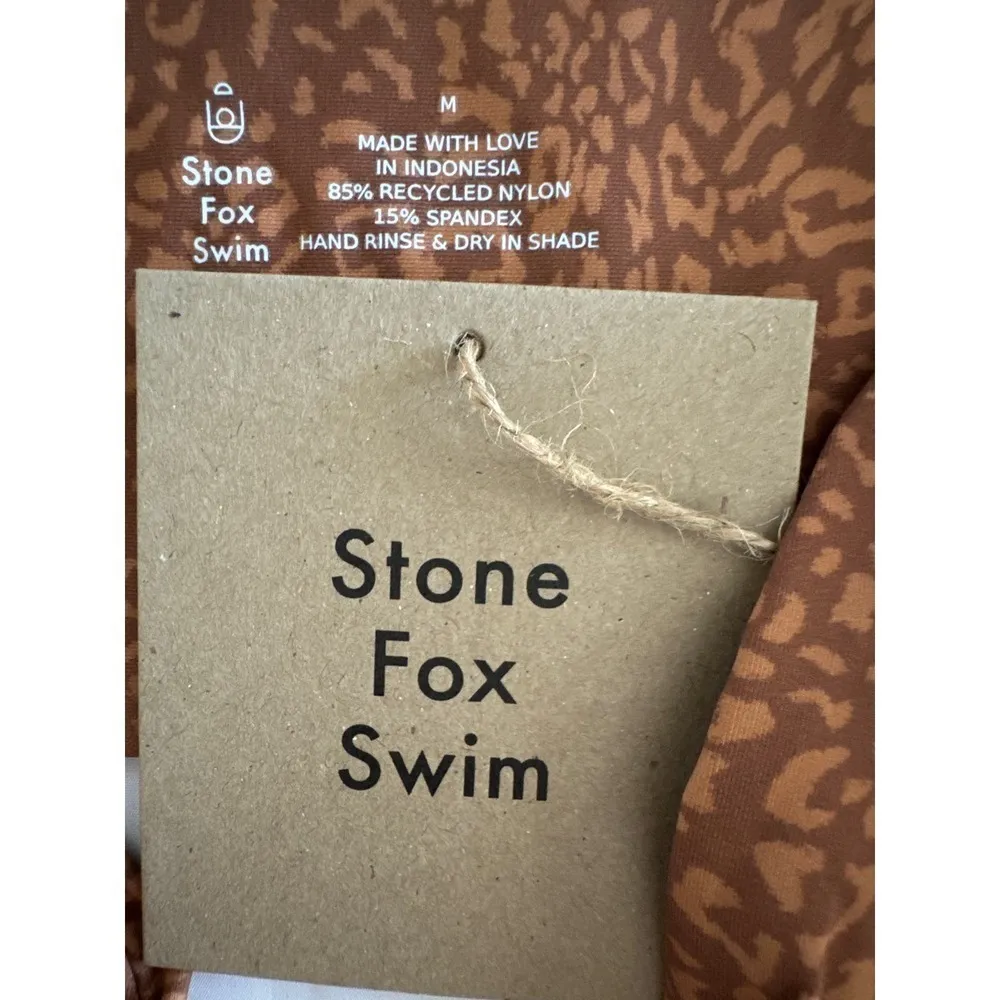 Stone
Fox
Swim
M
MADE WITH LOVE
IN INDONESIA
85% RECYCLED NYLON
15% SPANDEX
HAND RINSE & DRY IN SHADE
Stone
Fox
Swim